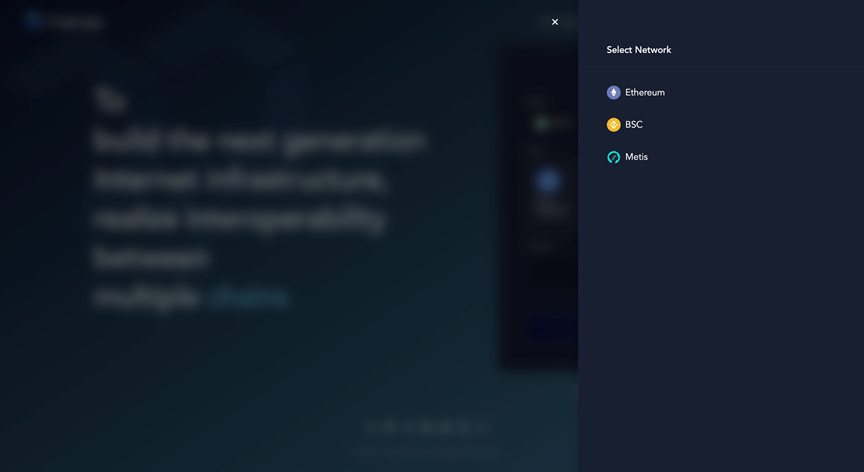 To
build the next generation
Internet infrastructure,
realize interoperability
between
multiple chains
Select Network
Ethereum
BSC
Metis